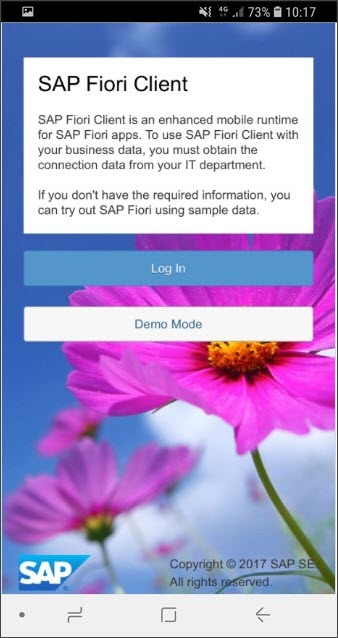 4G 73% 10:17
SAP Fiori Client
SAP Fiori Client is an enhanced mobile runtime
for SAP Fiori apps. To use SAP Fiori Client with
your business data, you must obtain the
connection data from your IT department.
If you don't have the required information, you
can try out SAP Fiori using sample data.
Log In
Demo Mode
SAP
Copyright © 2017 SAP SE
All rights reserved.